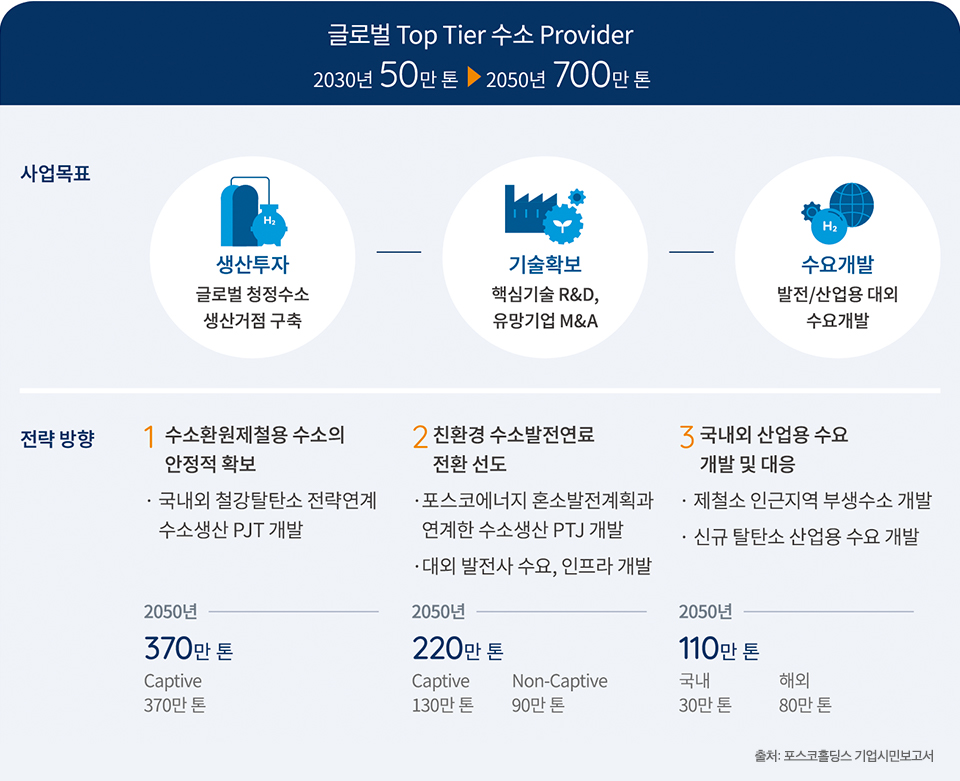 글로벌 Top Tier 수소 Provider
2030년 50만 톤 ▶ 2050년 700만 톤
사업목표
H₂
생산투자
글로벌 청정수소
생산거점 구축
기술확보
핵심기술 R&D,
유망기업 M&A
H₂
수요개발
발전/산업용 대외
수요개발
전략 방향
1 수소환원제철용 수소의
안정적 확보
· 국내외 철강탈탄소 전략연계
수소생산 PJT 개발
2 친환경 수소발전연료
전환 선도
·포스코에너지 혼소발전계획과
연계한 수소생산 PTJ 개발
·대외 발전사 수요, 인프라 개발
3 국내외 산업용 수요
개발 및 대응
· 제철소 인근지역 부생수소 개발
· 신규 탈탄소 산업용 수요 개발
2050년
370만 톤
Captive
370만 톤
2050년
220만 톤
Captive Non-Captive
130만 톤 90만 톤
2050년
110만 톤
국내 해외
30만 톤 80만 톤
출처: 포스코홀딩스 기업시민보고서